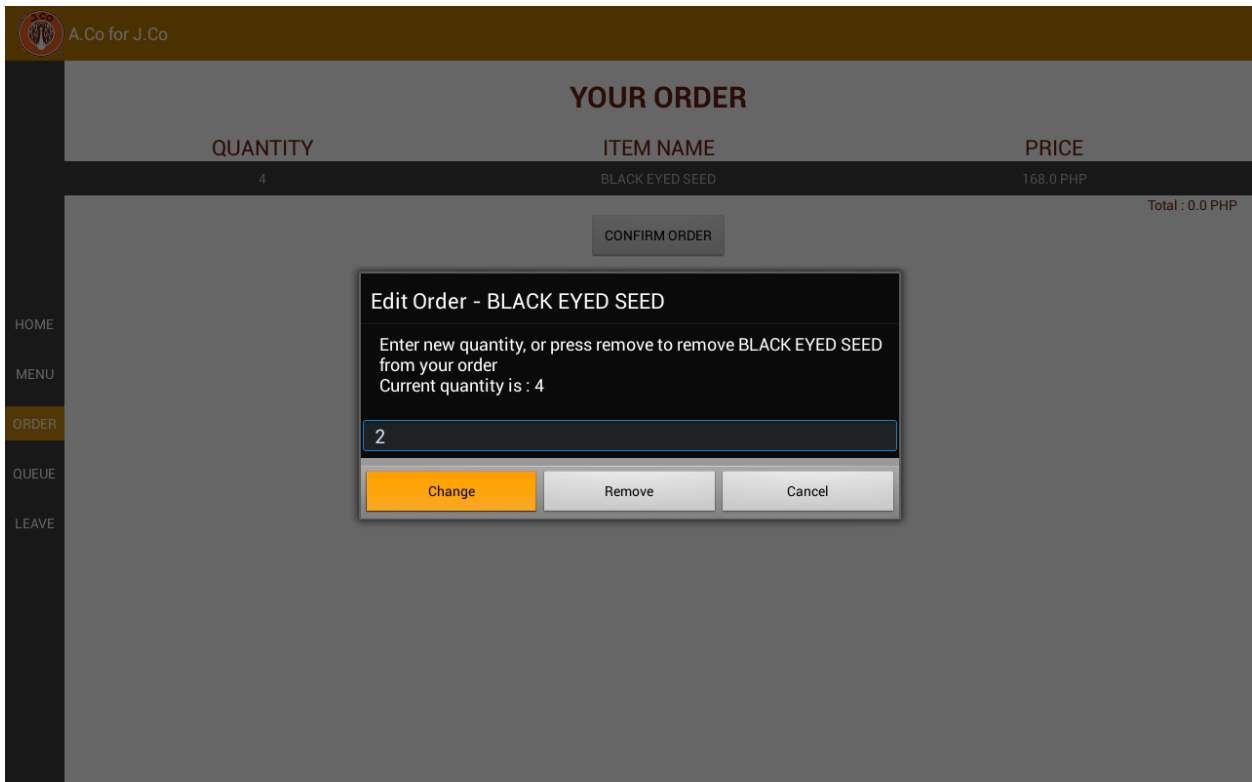 J.CO
A.Co for J.Co
YOUR ORDER
QUANTITY ITEM NAME PRICE
4 BLACK EYED SEED 168.0 PHP
Total : 0.0 PHP
CONFIRM ORDER
Edit Order - BLACK EYED SEED
Enter new quantity, or press remove to remove BLACK EYED SEED
from your order
Current quantity is : 4
2
Change Remove Cancel
HOME
MENU
ORDER
QUEUE
LEAVE